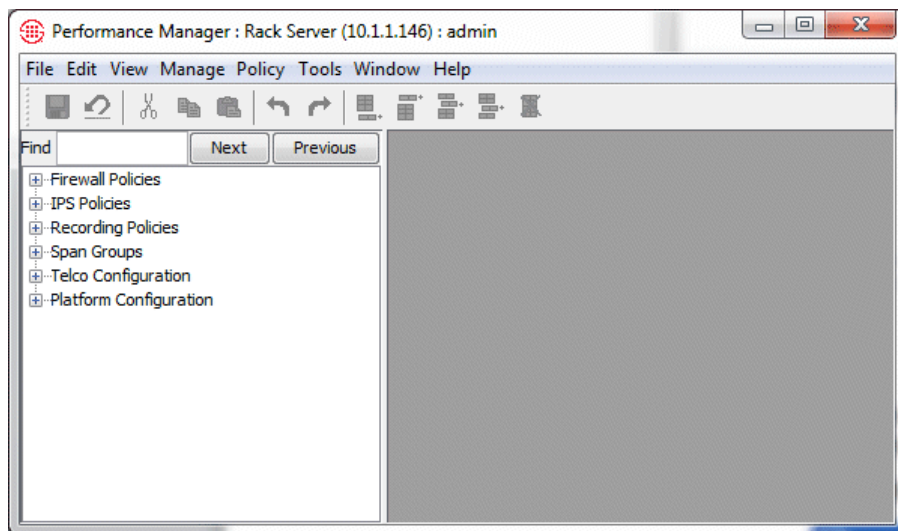 Performance Manager : Rack Server (10.1.1.146) : admin
File Edit View Manage Policy Tools Window Help
Find Next Previous
Firewall Policies
IPS Policies
Recording Policies
Span Groups
Telco Configuration
Platform Configuration